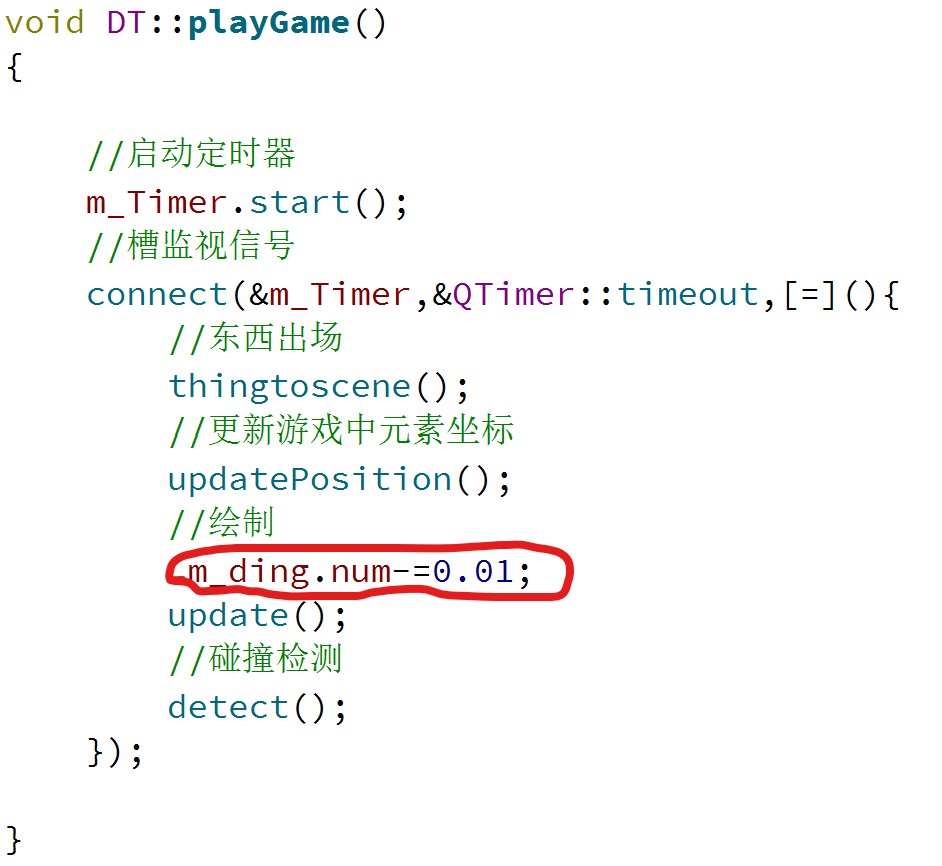 void DT::playGame()
{
//启动定时器
m_Timer.start();
//槽监视信号
connect(&m_Timer,&QTimer::timeout,[=](){
//东西出场
thingtoscene();
//更新游戏中元素坐标
updatePosition();
//绘制
m_ding.num-=0.01;
update();
//碰撞检测
detect();
});
}